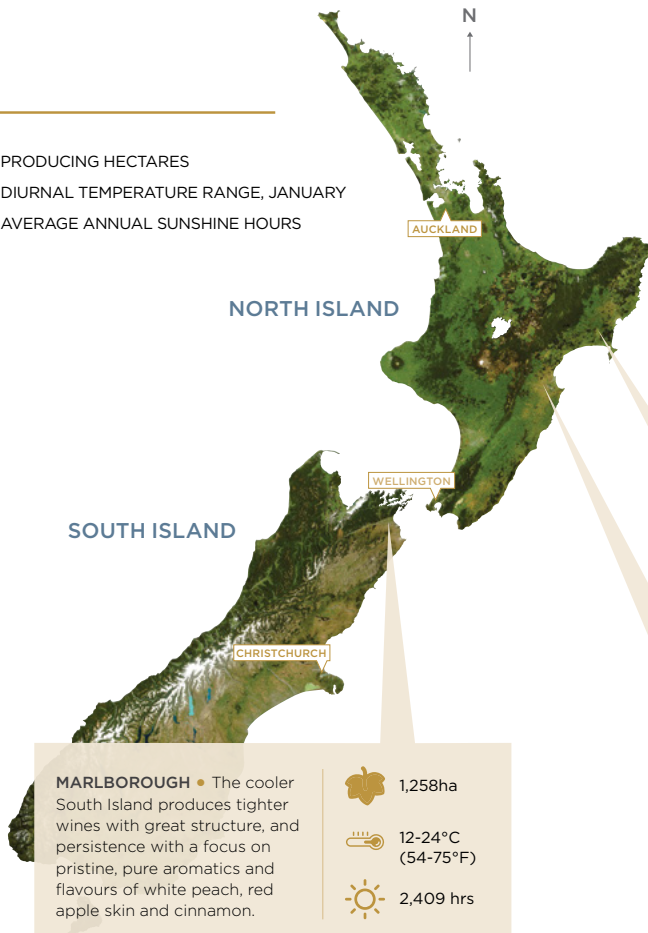 N
PRODUCING HECTARES
DIURNAL TEMPERATURE RANGE, JANUARY
AVERAGE ANNUAL SUNSHINE HOURS
AUCKLAND
NORTH ISLAND
WELLINGTON
SOUTH ISLAND
CHRISTCHURCH
MARLBOROUGH • The cooler
South Island produces tighter
wines with great structure, and
persistence with a focus on
pristine, pure aromatics and
flavours of white peach, red
apple skin and cinnamon.
1,258ha
12-24°C
(54-75°F)
2,409 hrs